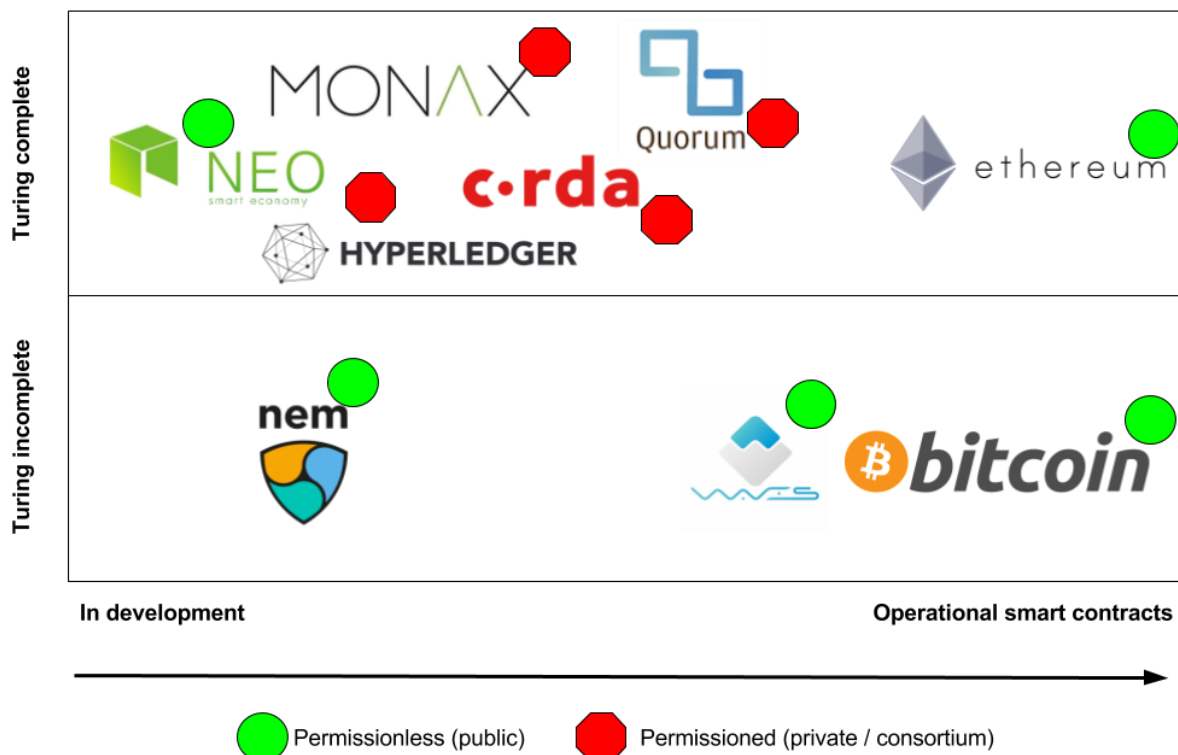 Turing complete
MONAX
Quorum
NEO
smart economy
c·rda
ethereum
HYPERLEDGER
Turing incomplete
nem
WAVES
bitcoin
In development
Operational smart contracts
Permissionless (public)
Permissioned (private / consortium)